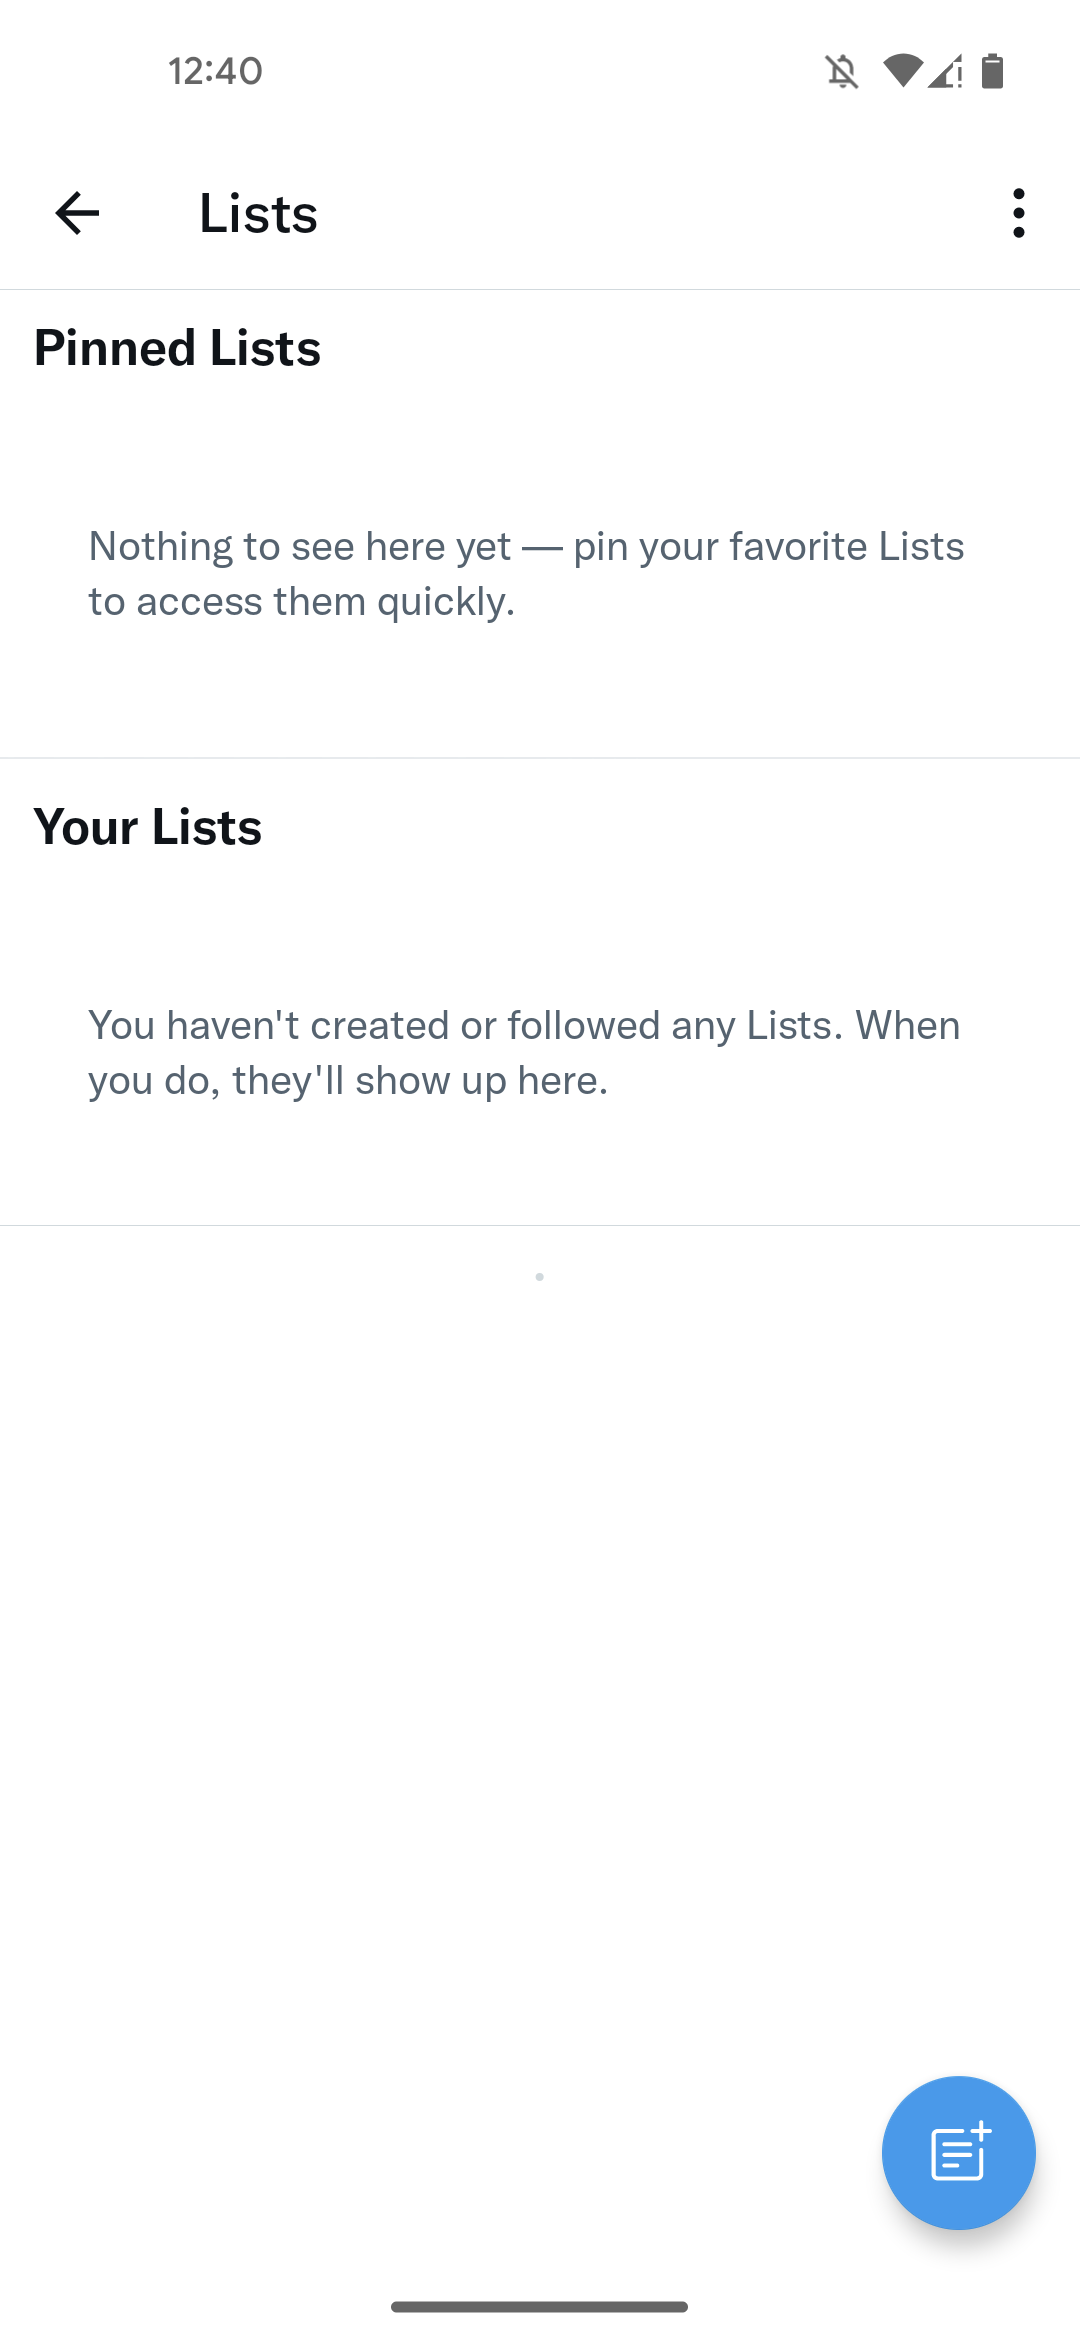 12:40
Lists
Pinned Lists
Nothing to see here yet — pin your favorite Lists
to access them quickly.
Your Lists
You haven't created or followed any Lists. When
you do, they'll show up here.